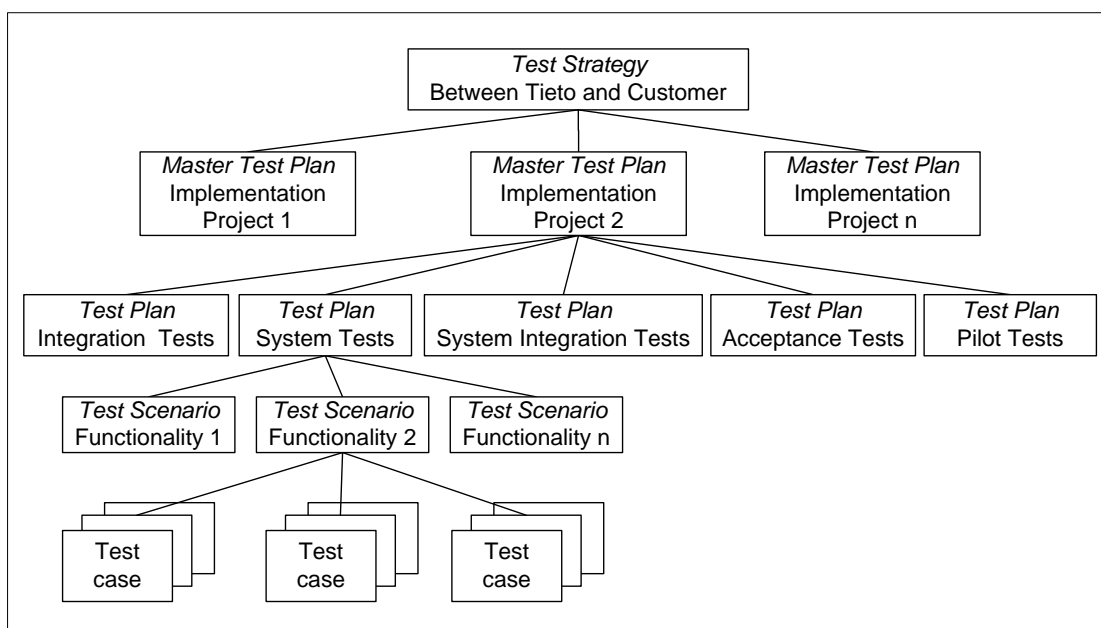 Test Strategy
Between Tieto and Customer
Master Test Plan
Implementation
Project 1
Master Test Plan
Implementation
Project 2
Master Test Plan
Implementation
Project n
Test Plan
Integration Tests
Test Plan
System Tests
Test Plan
System Integration Tests
Test Plan
Acceptance Tests
Test Plan
Pilot Tests
Test Scenario
Functionality 1
Test Scenario
Functionality 2
Test Scenario
Functionality n
Test
case
Test
case
Test
case